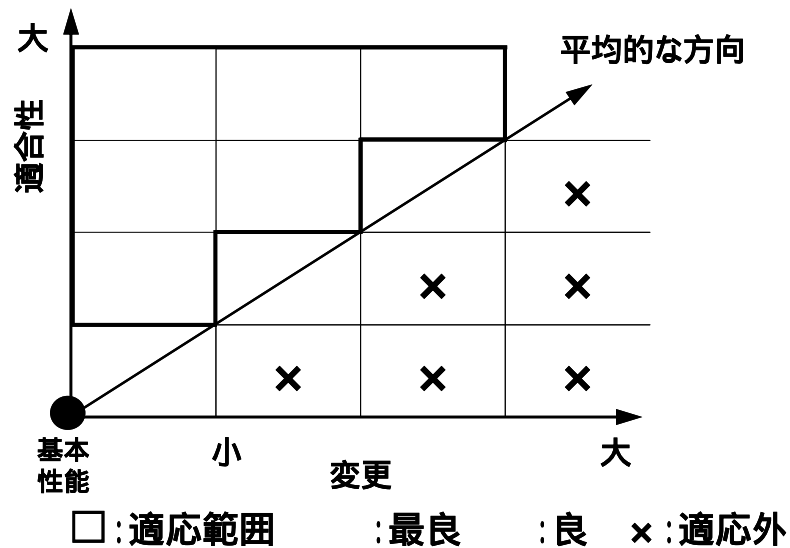 大
平均的な方向
適合性
×
× ×
× × ×
基本
性能
小
変更
大
□:適応範囲 :最良 :良 ×:適応外